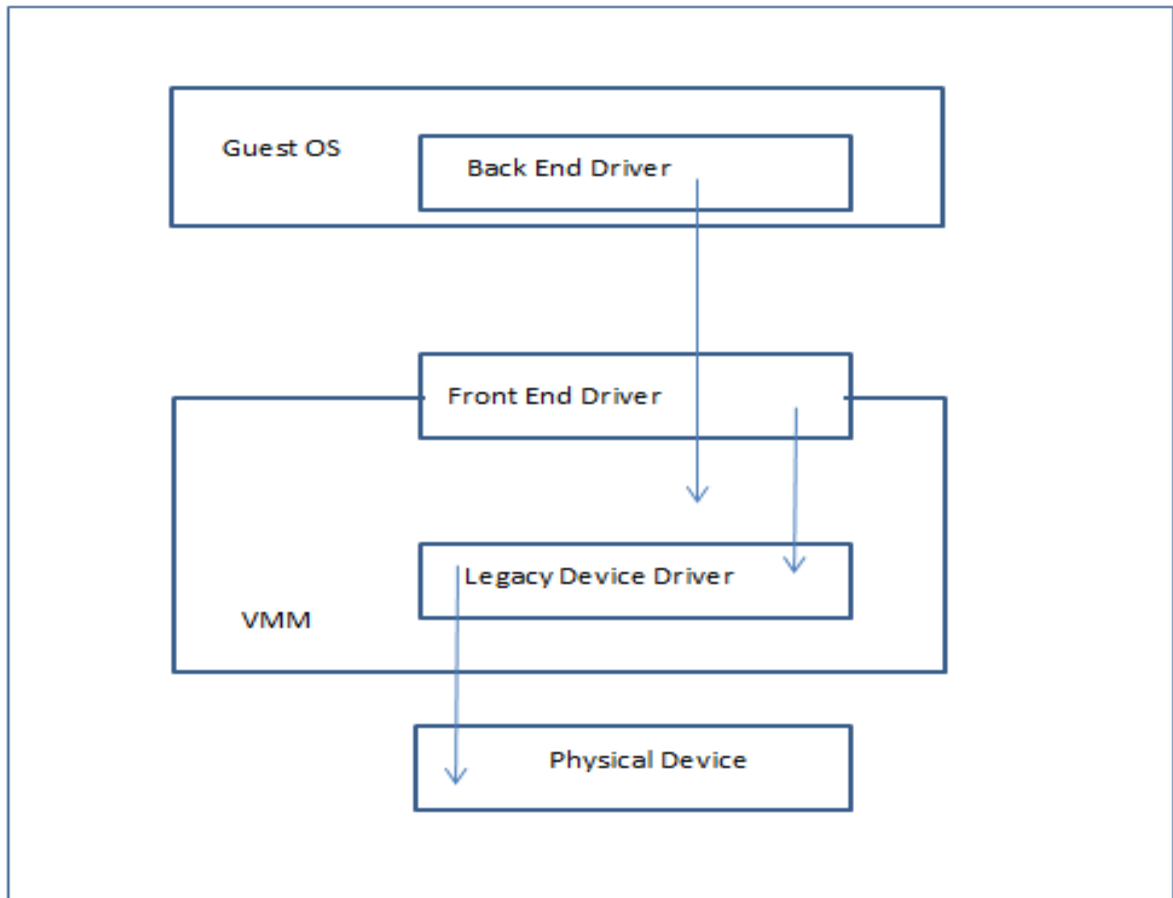 Guest OS
Back End Driver
Front End Driver
Legacy Device Driver
VMM
Physical Device